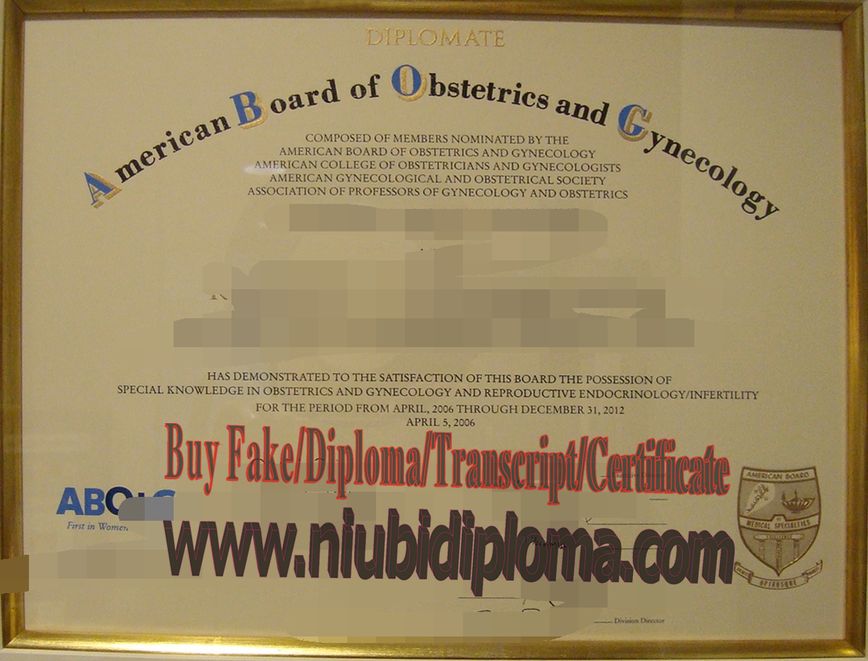 DIPLOMATE
American Board of Obstetrics and Gynecology
COMPOSED OF MEMBERS NOMINATED BY THE
AMERICAN BOARD OF OBSTETRICS AND GYNECOLOGY
AMERICAN COLLEGE OF OBSTETRICIANS AND GYNECOLOGISTS
AMERICAN GYNECOLOGICAL AND OBSTETRICAL SOCIETY
ASSOCIATION OF PROFESSORS OF GYNECOLOGY AND OBSTETRICS
HAS DEMONSTRATED TO THE SATISFACTION OF THIS BOARD THE POSSESSION OF
SPECIAL KNOWLEDGE IN OBSTETRICS AND GYNECOLOGY AND REPRODUCTIVE ENDOCRINOLOGY/INFERTILITY
FOR THE PERIOD FROM APRIL, 2006 THROUGH DECEMBER 31, 2012
APRIL 5, 2006
Buy Fake/Diploma/Transcript/Certificate
www.niubidiploma.com
First in Women
AMERICAN BOARD
OF
MEDICAL SPECIALTIES
Division Director